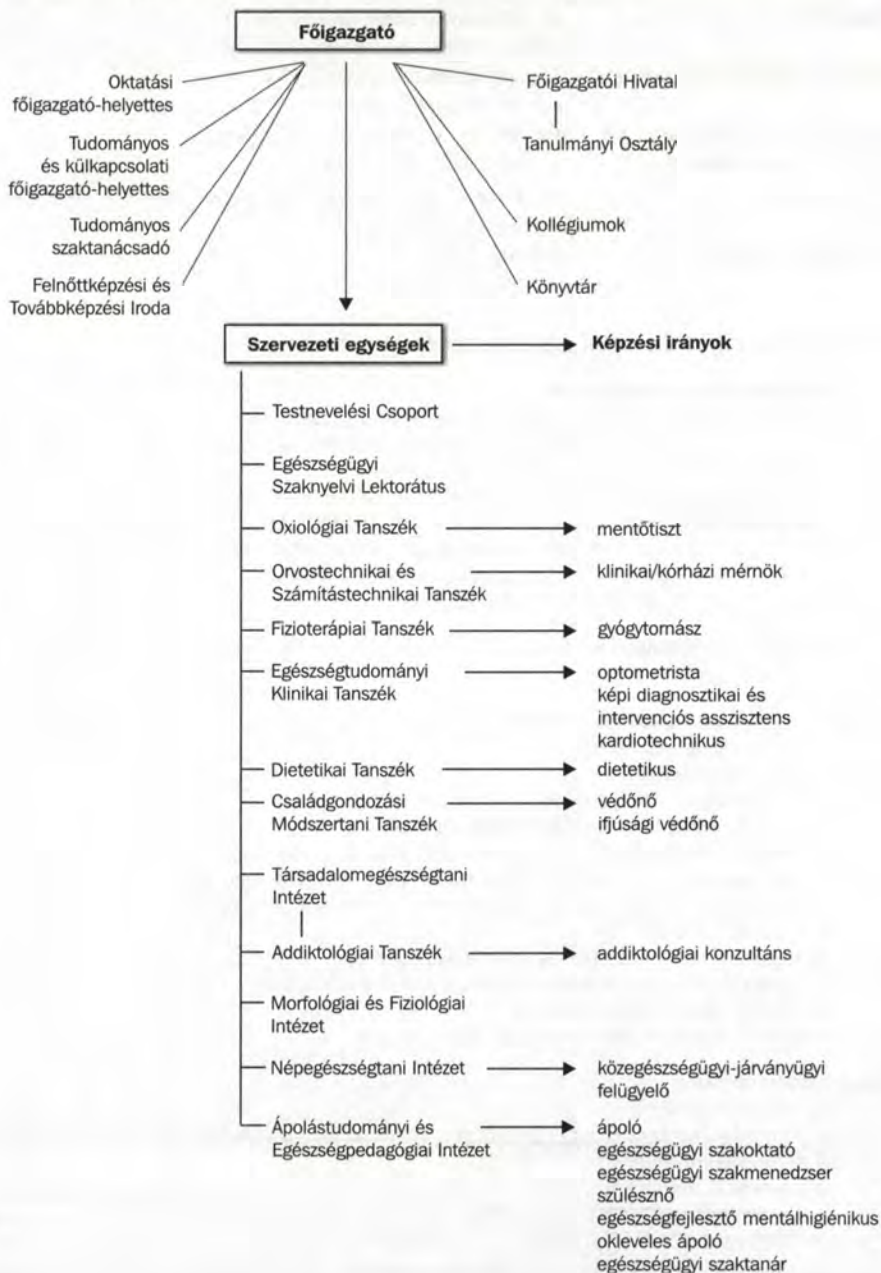 Főigazgató
Oktatási
főigazgató-helyettes
Tudományos
és külkapcsolati
főigazgató-helyettes
Tudományos
szaktanácsadó
Felnőttképzési és
Továbbképzési Iroda
Főigazgatói Hivatal
Tanulmányi Osztály
Kollégiumok
Könyvtár
Szervezeti egységek
Képzési irányok
Testnevelési Csoport
Egészségügyi
Szaknyelvi Lektorátus
Oxiológiai Tanszék
mentőtiszt
Orvostechnikai és
Számítástechnikai Tanszék
klinikai/kórházi mérnök
Fizioterápiai Tanszék
gyógytornász
Egészségtudományi
Klinikai Tanszék
optometrista
képi diagnosztikai és
intervenciós asszisztens
kardiotechnikus
Dietetikai Tanszék
dietetikus
Családgondozási
Módszertani Tanszék
védőnő
ifjúsági védőnő
Társadalomegészségtani
Intézet
Addiktológiai Tanszék
addiktológiai konzultáns
Morfológiai és Fiziológiai
Intézet
Népegészségtani Intézet
közegészségügyi-járványügyi
felügyelő
Ápolástudományi és
Egészségpedagógiai Intézet
ápoló
egészségügyi szakoktató
egészségügyi szakmenedzser
szülésznő
egészségfejlesztő mentálhigiénikus
okleveles ápoló
egészségügyi szaktanár